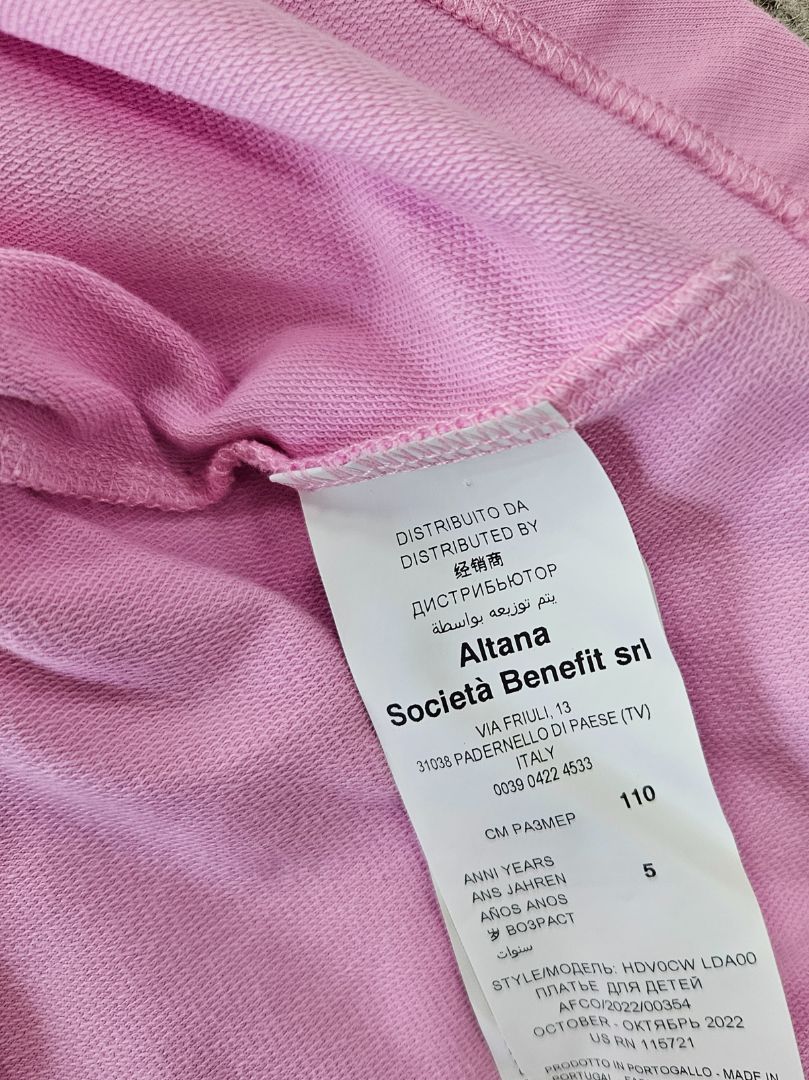 DISTRIBUITO DA
DISTRIBUTED BY
经销商
ДИСТРИБЬЮТОР
يتم توزيعه بواسطة
Altana
Società Benefit srl
VIA FRIULI, 13
31038 PADERNELLO DI PAESE (TV)
ITALY
0039 0422 4533
CM РАЗМЕР 110
ANNI YEARS
ANS JAHREN 5
AÑOS ANOS
岁 ВОЗРАСТ
سنوات
STYLE/МОДЕЛЬ: HDV0CW LDA00
ПЛАТЬЕ ДЛЯ ДЕТЕЙ
AFCO/2022/00354
OCTOBER - ОКТЯБРЬ 2022
US RN 115721
PRODOTTO IN PORTOGALLO - MADE IN
PORTUGAL